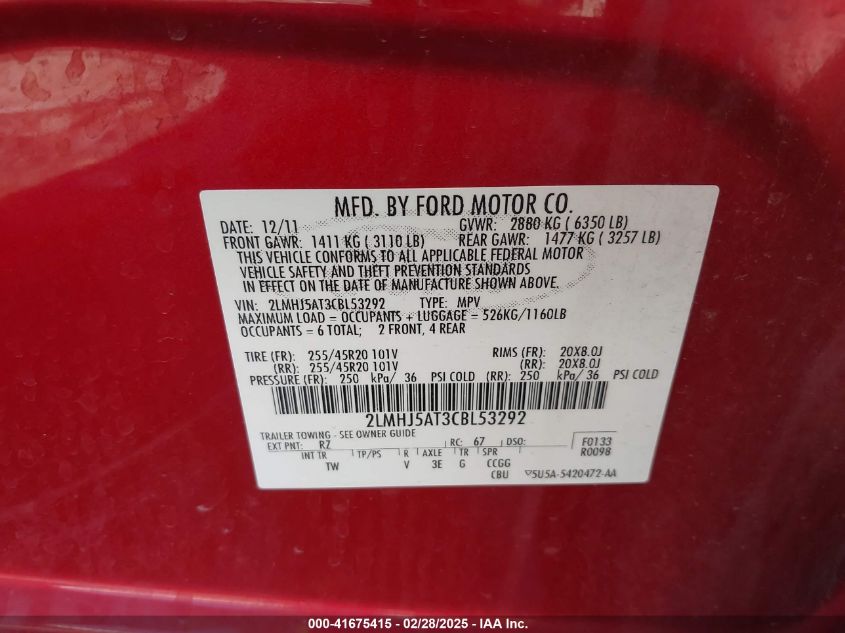 MFD. BY FORD MOTOR CO.
DATE: 12/11 GVWR: 2880 KG ( 6350 LB)
FRONT GAWR: 1411 KG ( 3110 LB) REAR GAWR: 1477 KG ( 3257 LB)
THIS VEHICLE CONFORMS TO ALL APPLICABLE FEDERAL MOTOR
VEHICLE SAFETY AND THEFT PREVENTION STANDARDS
IN EFFECT ON THE DATE OF MANUFACTURE SHOWN ABOVE.
VIN: 2LMHJ5AT3CBL53292 TYPE: MPV
MAXIMUM LOAD = OCCUPANTS + LUGGAGE = 526KG/1160LB
OCCUPANTS = 6 TOTAL; 2 FRONT, 4 REAR
TIRE (FR): 255/45R20 101V RIMS (FR): 20X8.0J
(RR): 255/45R20 101V (RR): 20X8.0J
PRESSURE (FR): 250 kPa/ 36 PSI COLD (RR): 250 kPa/ 36 PSI COLD
2LMHJ5AT3CBL53292
TRAILER TOWING - SEE OWNER GUIDE
EXT PNT: RZ RC: 67 DSO: F0133
INT TR TP/PS R AXLE TR SPR R0098
TW V 3E G CCGG
CBU 5U5A-5420472-AA
000-41675415 - 02/28/2025 - IAA Inc.